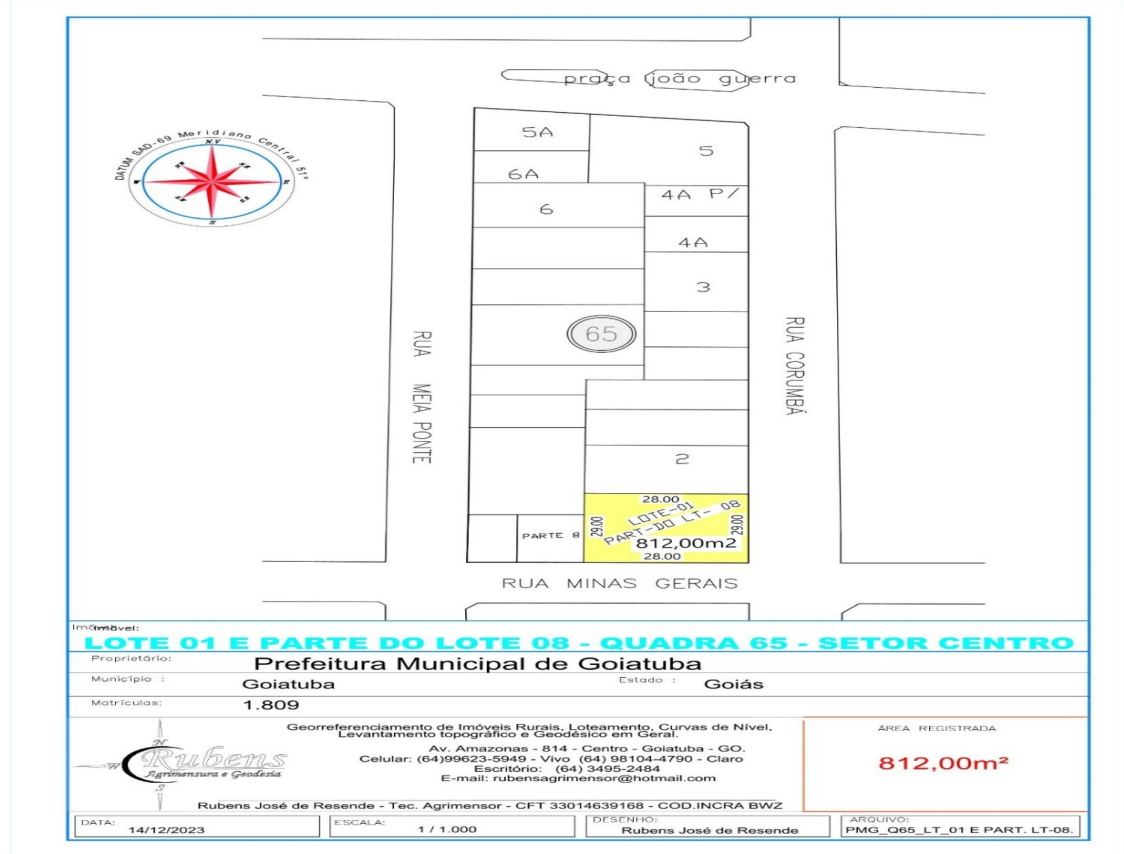 praça joão guerra
DATUM SAD-69 Meridiano Central 51º
5A
5
6A
4A P/
6
4A
3
65
RUA MEIA PONTE
RUA CORUMBÁ
2
28.00
LOTE-01
PART-DO LT- 08
29.00
29.00
812,00m2
28.00
PARTE 8
RUA MINAS GERAIS
Imóvel:
LOTE 01 E PARTE DO LOTE 08 - QUADRA 65 - SETOR CENTRO
Proprietário: Prefeitura Municipal de Goiatuba
Município : Goiatuba Estado : Goiás
Matrículas: 1.809
Georreferenciamento de Imóveis Rurais, Loteamento, Curvas de Nível,
Levantamento topográfico e Geodésico em Geral.
Av. Amazonas - 814 - Centro - Goiatuba - GO.
Celular: (64)99623-5949 - Vivo (64) 98104-4790 - Claro
Escritório: (64) 3495-2484
E-mail: rubensagrimensor@hotmail.com
N
W
S
Rubens
Agrimensura e Geodesia
Rubens José de Resende - Tec. Agrimensor - CFT 33014639168 - COD.INCRA BWZ
ÁREA REGISTRADA
812,00m²
DATA: 14/12/2023
ESCALA: 1 / 1.000
DESENHO: Rubens José de Resende
ARQUIVO: PMG_Q65_LT_01 E PART. LT-08.